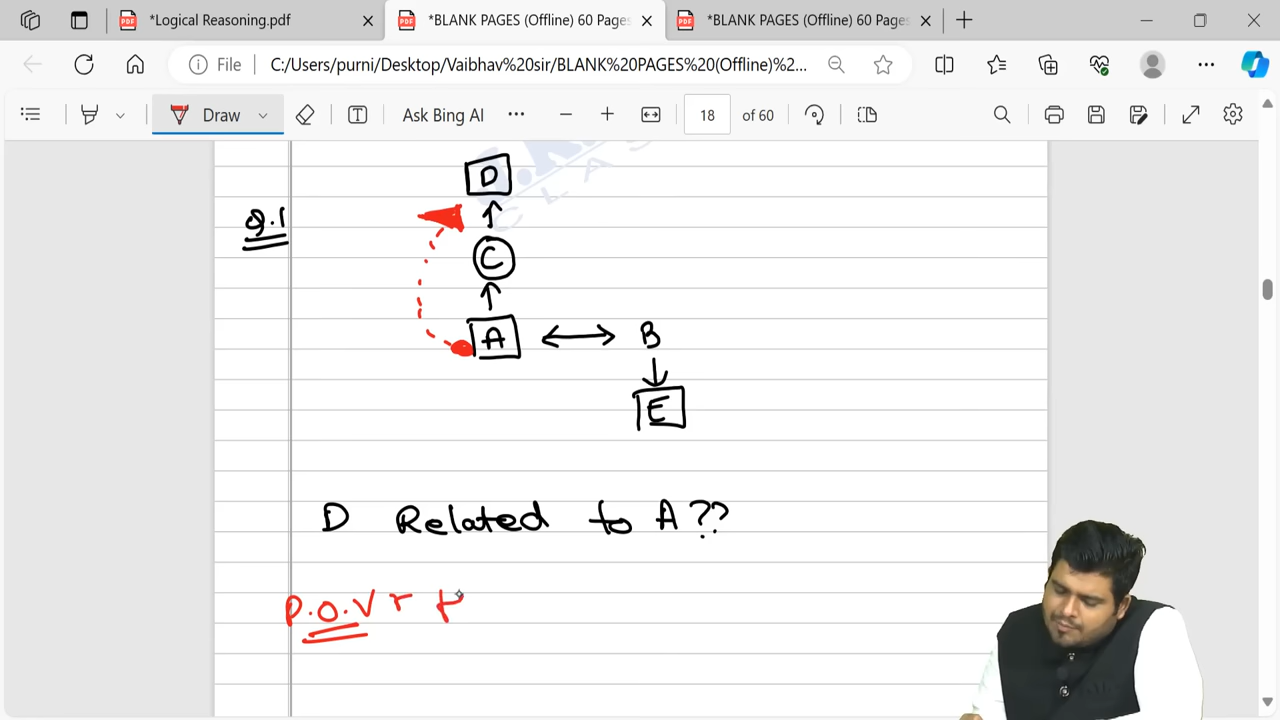 *Logical Reasoning.pdf
*BLANK PAGES (Offline) 60 Pages
*BLANK PAGES (Offline) 60 Pages
File
C:/Users/purni/Desktop/Vaibhav%20sir/BLANK%20PAGES%20(Offline)%2...
Draw
Ask Bing AI
18
of 60
CLAS
D
Q.1
C
A
B
E
D Related to A??
P.O.V